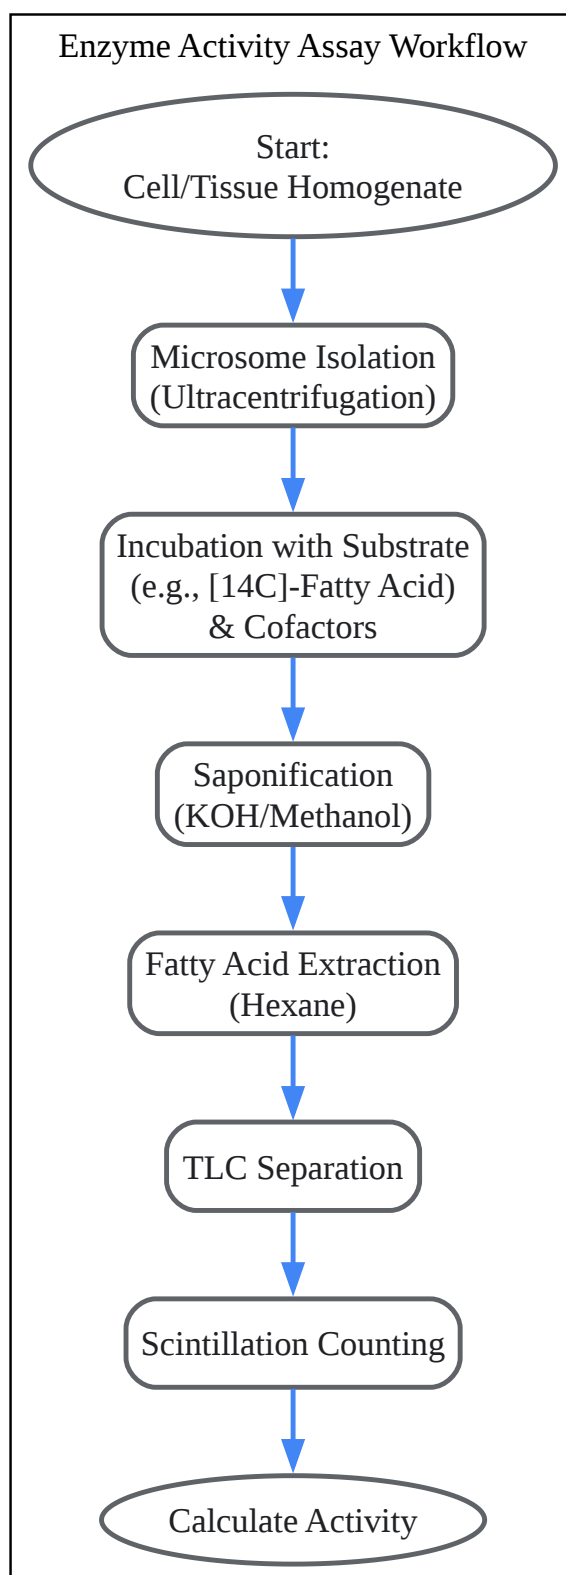 Enzyme Activity Assay Workflow
Start:
Cell/Tissue Homogenate
Microsome Isolation
(Ultracentrifugation)
Incubation with Substrate
(e.g., [14C]-Fatty Acid)
& Cofactors
Saponification
(KOH/Methanol)
Fatty Acid Extraction
(Hexane)
TLC Separation
Scintillation Counting
Calculate Activity